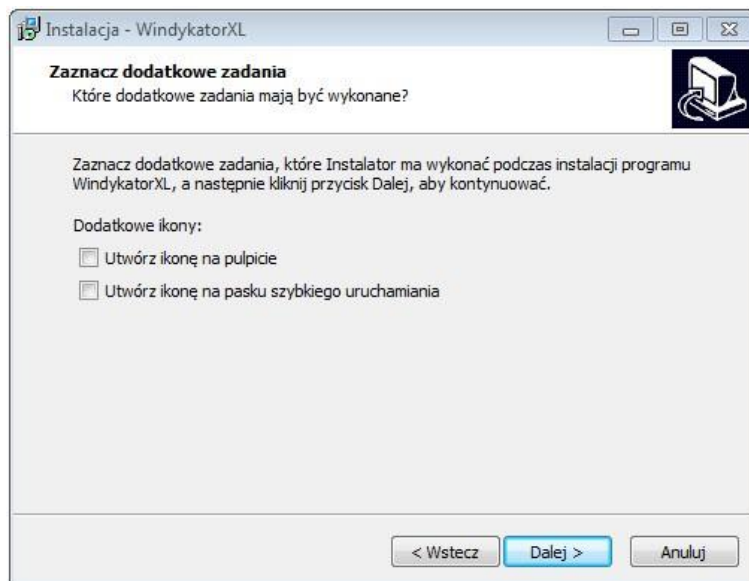 Instalacja - WindykatorXL
Zaznacz dodatkowe zadania
Które dodatkowe zadania mają być wykonane?
Zaznacz dodatkowe zadania, które Instalator ma wykonać podczas instalacji programu
WindykatorXL, a następnie kliknij przycisk Dalej, aby kontynuować.
Dodatkowe ikony:
Utwórz ikonę na pulpicie
Utwórz ikonę na pasku szybkiego uruchamiania
< Wstecz
Dalej >
Anuluj